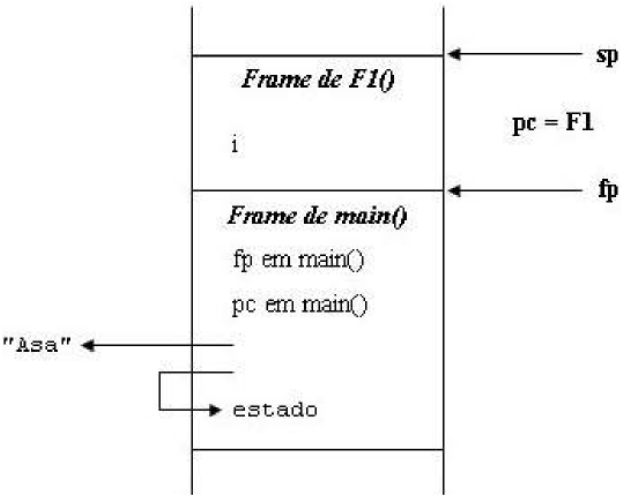 sp
Frame de F1()
pc = F1
i
fp
Frame de main()
fp em main()
pc em main()
"Asa"
estado